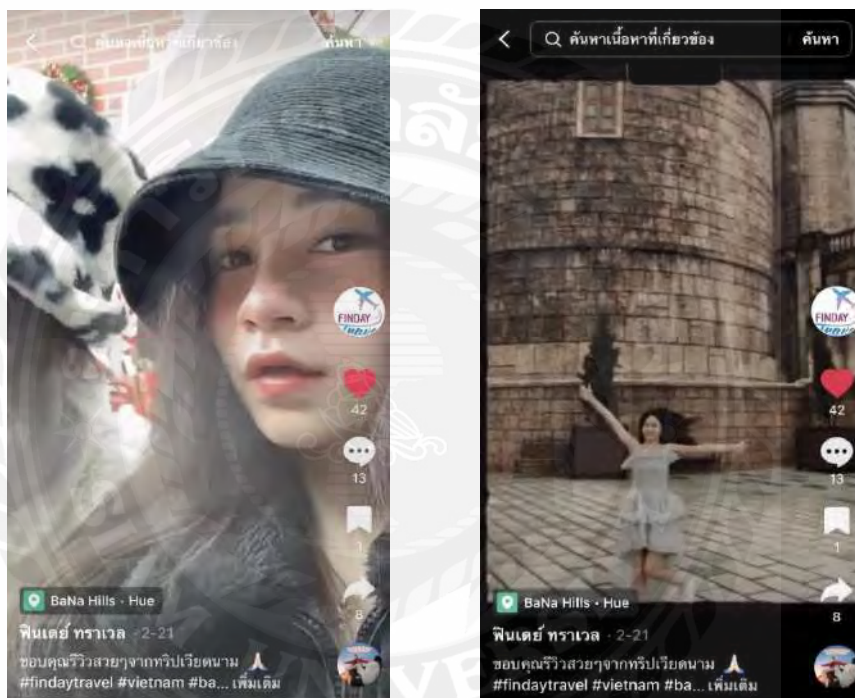 ค้นหาเนื้อหาที่เกี่ยวข้อง
ค้นหา
FINDAY
42
13
1
8
BaNa Hills · Hue
ฟินเดย์ ทราเวล · 2-21
ขอบคุณรีวิวสวยๆจากทริปเวียดนาม 🙏🏻
#findaytravel #vietnam #ba... เพิ่มเติม
ค้นหาเนื้อหาที่เกี่ยวข้อง
ค้นหา
FINDAY
42
13
1
8
BaNa Hills · Hue
ฟินเดย์ ทราเวล · 2-21
ขอบคุณรีวิวสวยๆจากทริปเวียดนาม 🙏🏻
#findaytravel #vietnam #ba... เพิ่มเติม